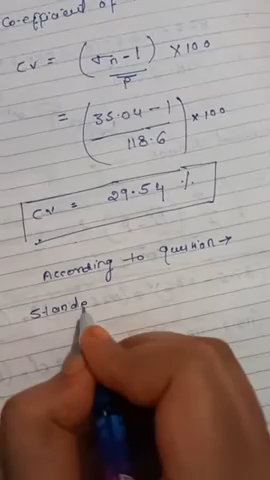 Co-efficient of
CV = (σn-1 / P̄) × 100
= (35.04 - 1 / 118.6) × 100
CV = 29.54 %.
According to question →
Stand